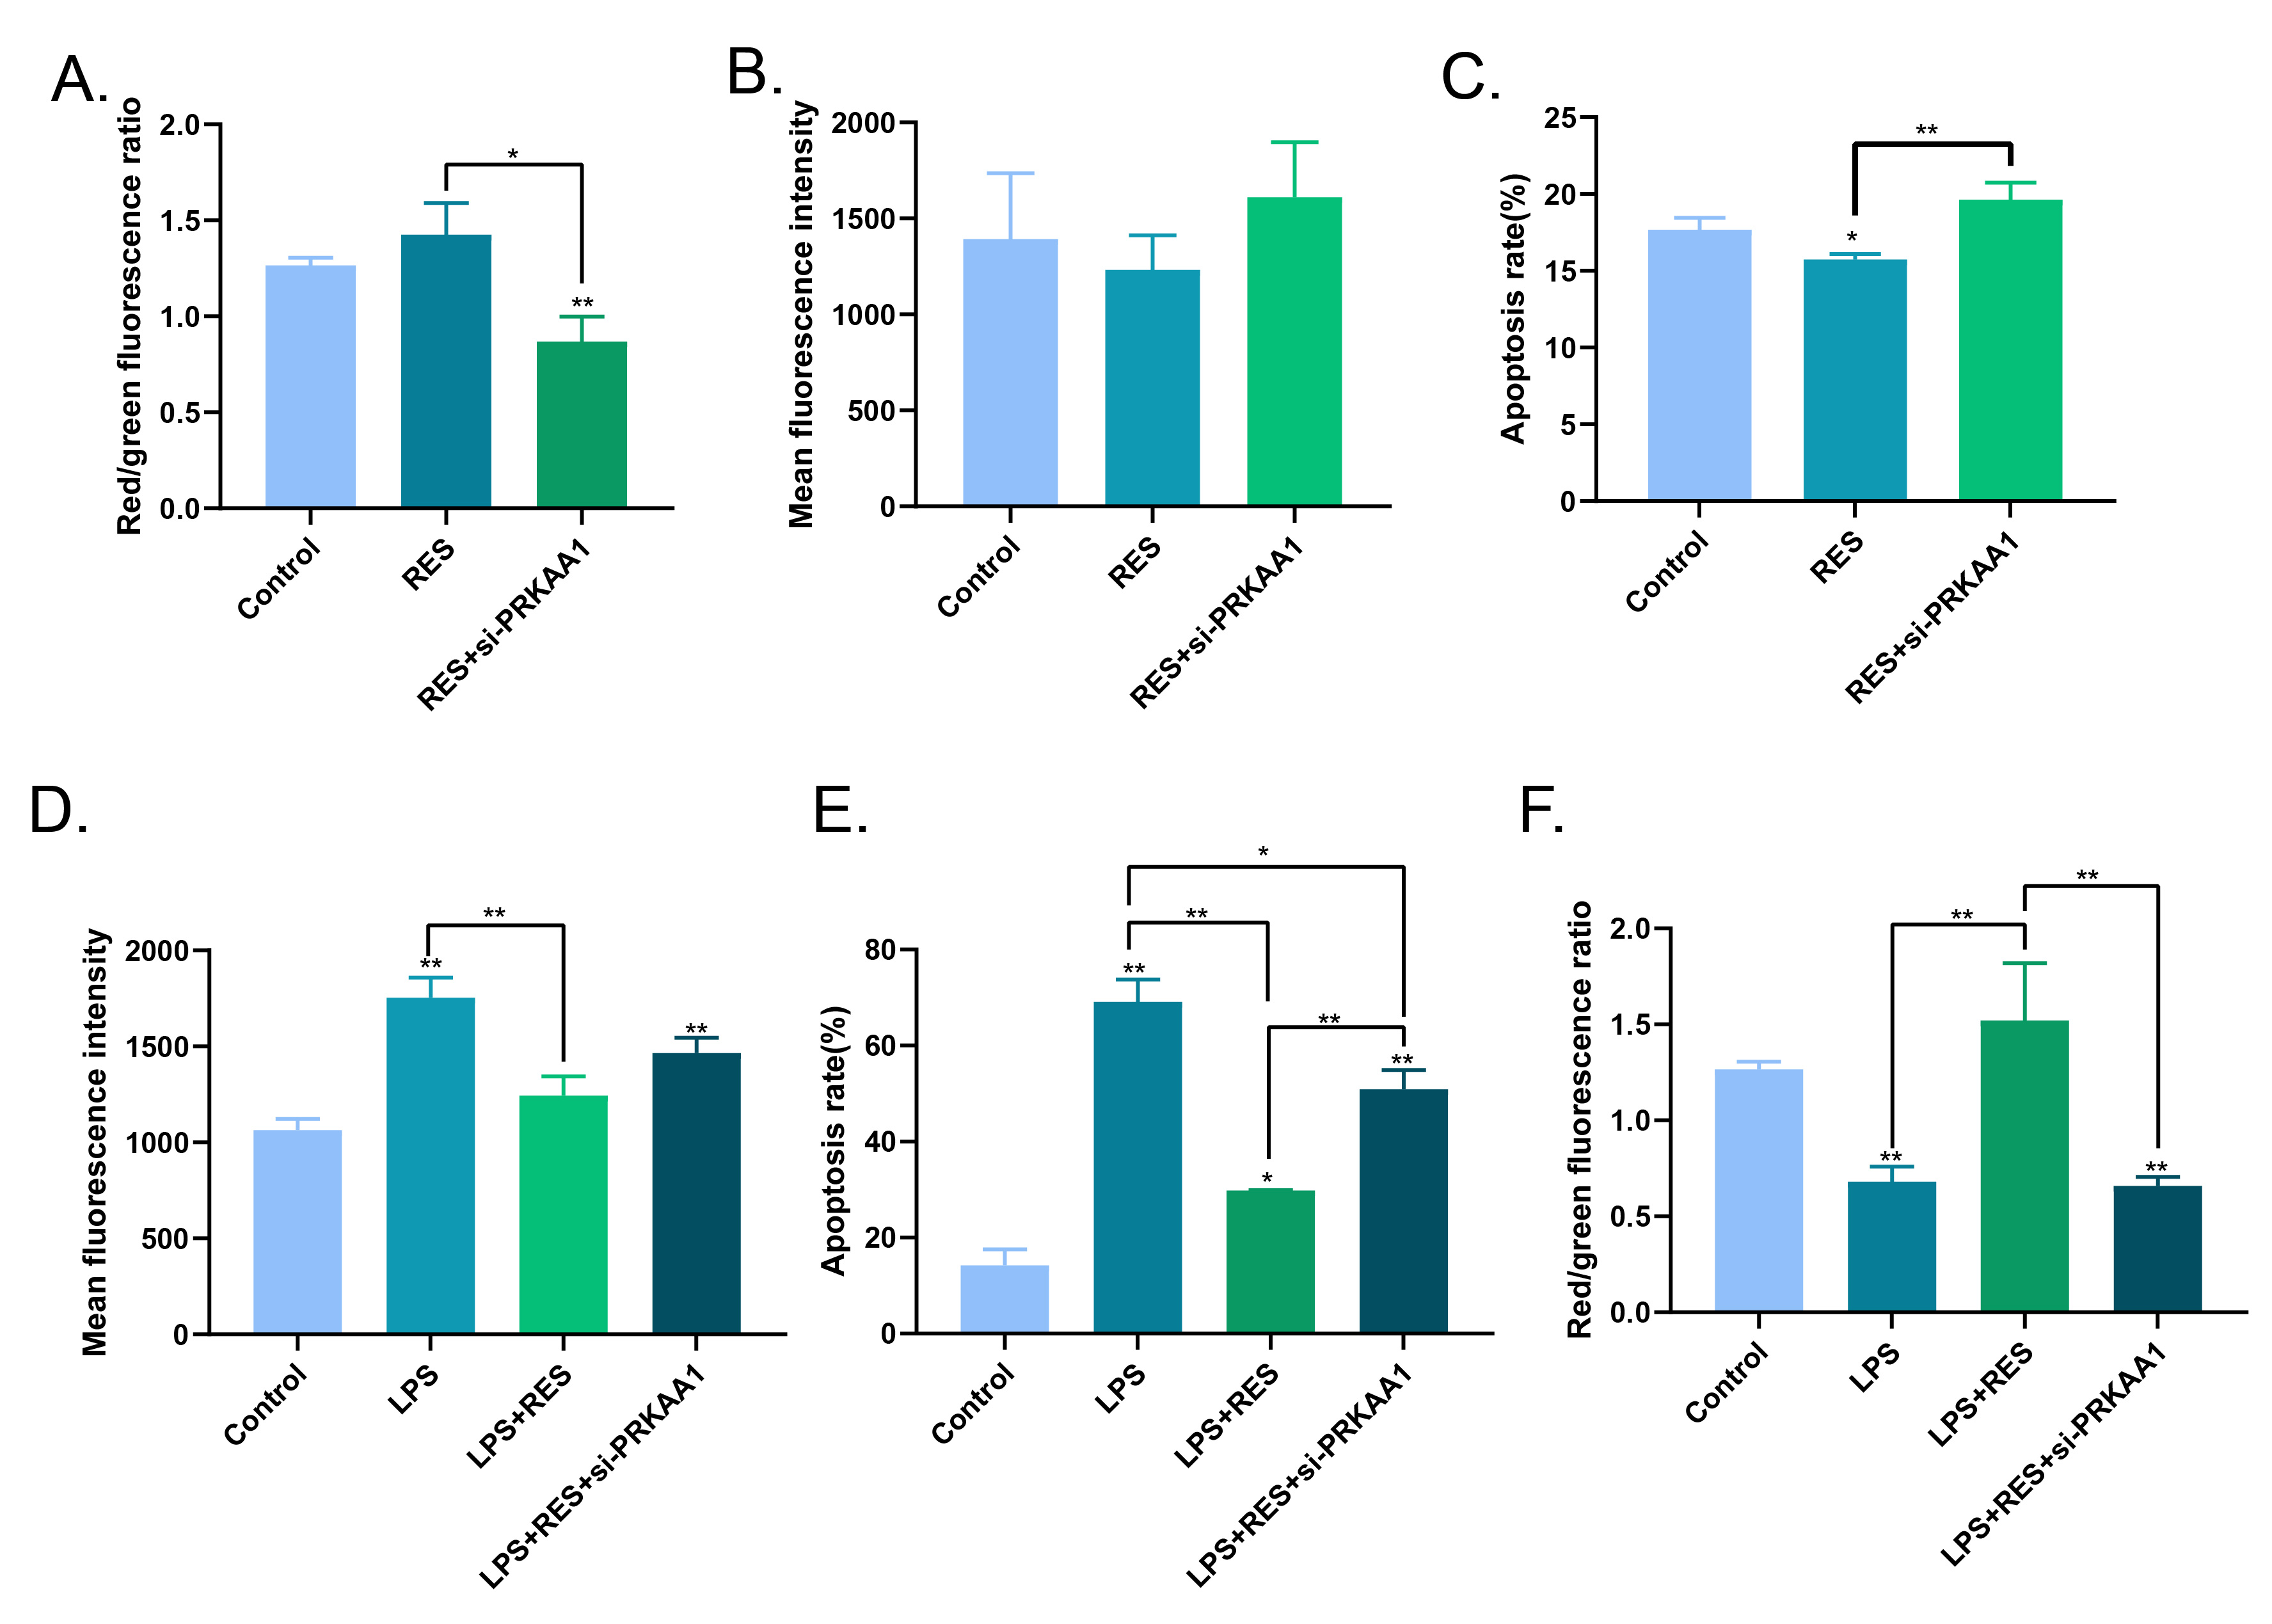 A.
Red/green fluorescence ratio
2.0
1.5
1.0
0.5
0.0
*
**
Control
RES
RES+si-PRKAA1
B.
Mean fluorescence intensity
2000
1500
1000
500
0
Control
RES
RES+si-PRKAA1
C.
Apoptosis rate(%)
25
20
15
10
5
0
**
*
Control
RES
RES+si-PRKAA1
D.
Mean fluorescence intensity
2000
1500
1000
500
0
**
**
**
Control
LPS
LPS+RES
LPS+RES+si-PRKAA1
E.
Apoptosis rate(%)
80
60
40
20
0
*
**
**
**
**
*
Control
LPS
LPS+RES
LPS+RES+si-PRKAA1
F.
Red/green fluorescence ratio
2.0
1.5
1.0
0.5
0.0
**
**
**
**
Control
LPS
LPS+RES
LPS+RES+si-PRKAA1